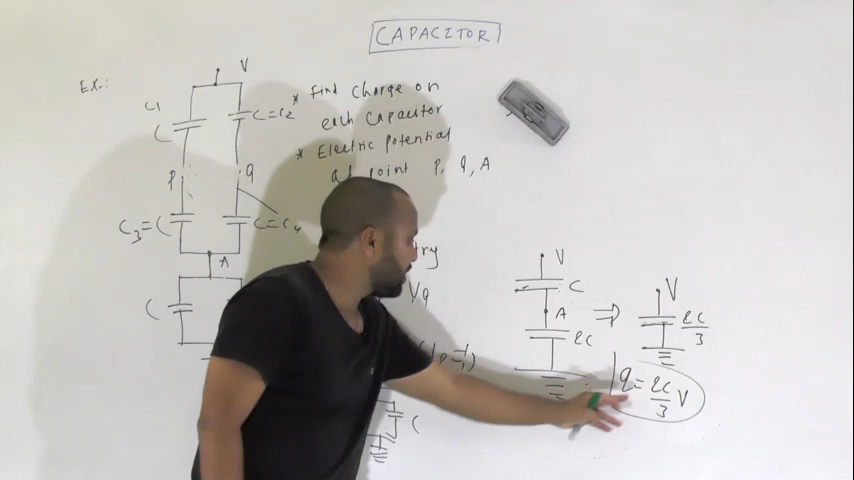 CAPACITOR
Ex.:
V
C1
C
C=C2
* Find charge on
each capacitor
* Electric potential
at point P, Q, A
P
Q
C3=C
C=C4
A
C
try
VQ
C
V
C
A
2C
⇒
V
2C/3
q = 2C/3 V